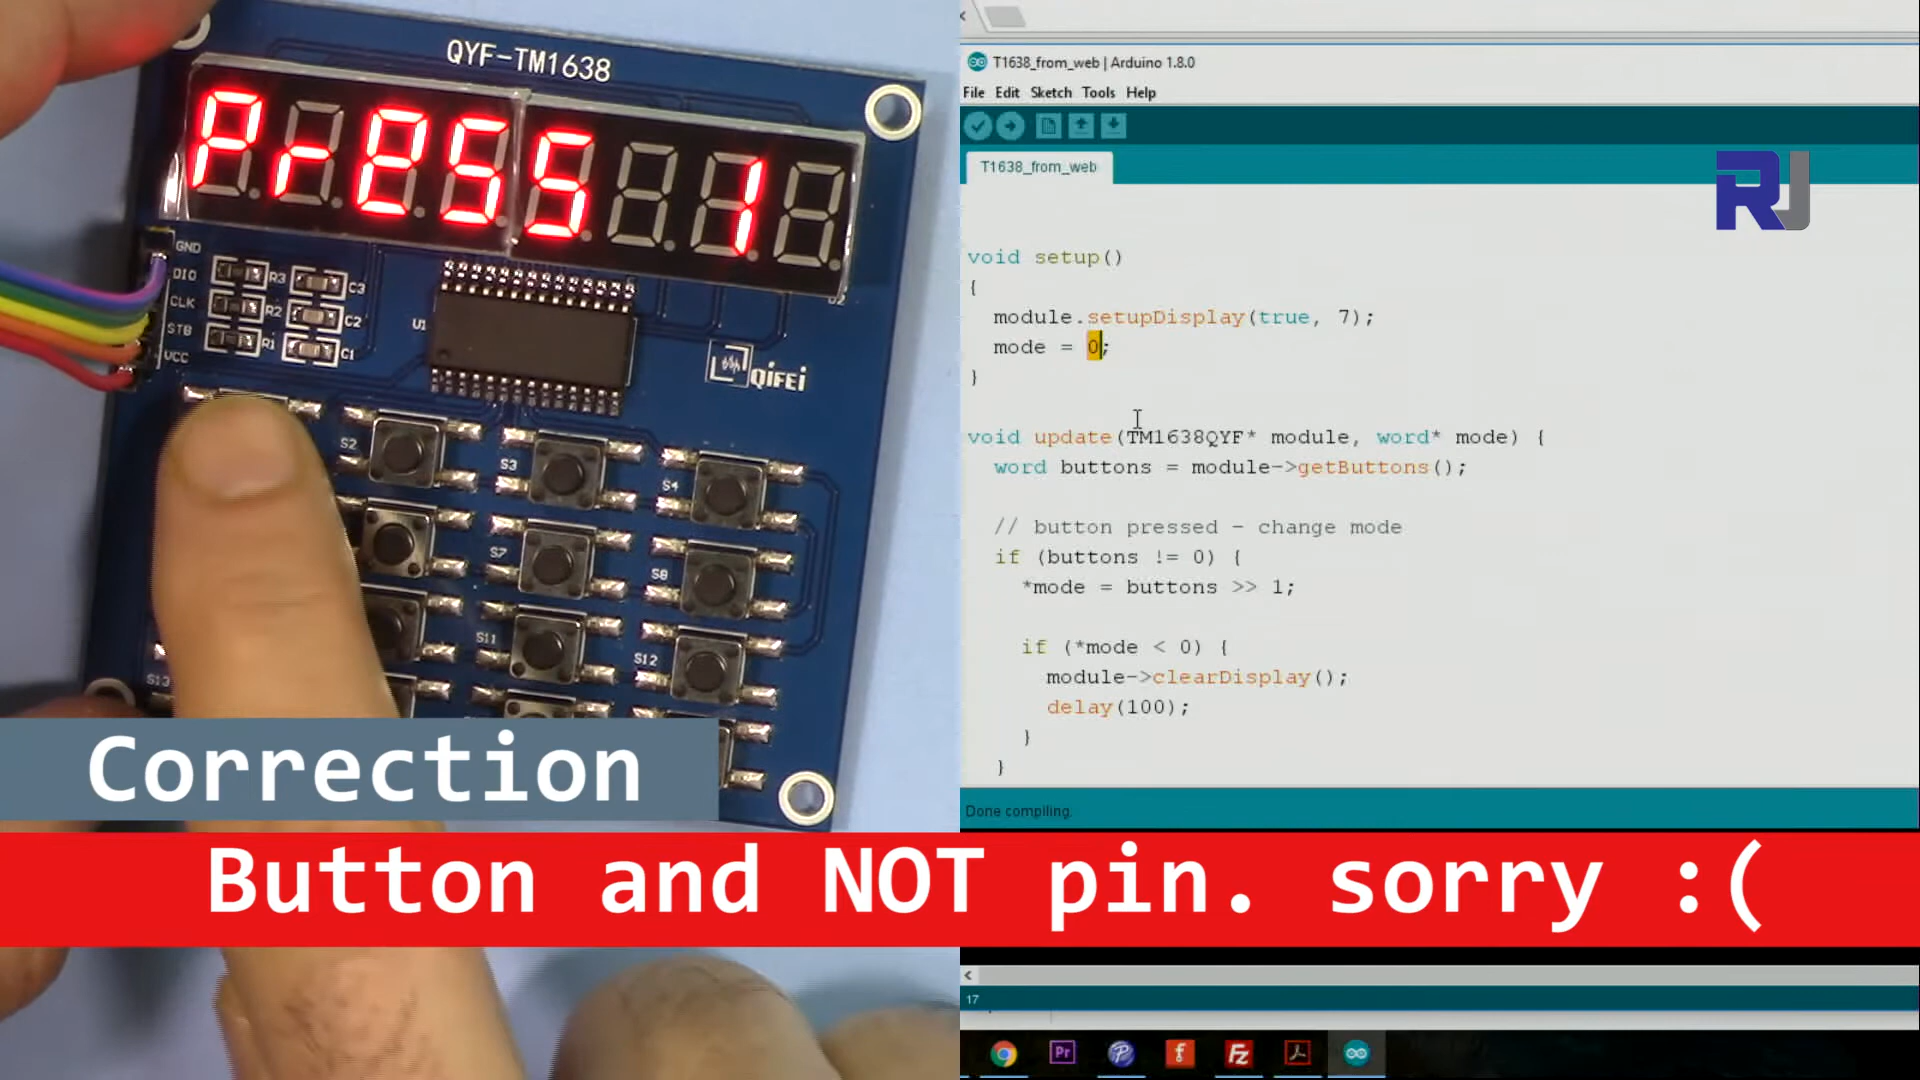 QYF-TM1638
PrESS 1
GND
DIO
CLK
STB
VCC
R3
R2
R1
C3
C2
C1
U1
QiFEi
S2
S3
S4
S7
S8
S11
S12
S13
Correction
Button and NOT pin. sorry :(
T1638_from_web | Arduino 1.8.0
File Edit Sketch Tools Help
T1638_from_web
RJ
void setup()
{
module.setupDisplay(true, 7);
mode = 0;
}
void update(TM1638QYF* module, word* mode) {
word buttons = module->getButtons();
// button pressed - change mode
if (buttons != 0) {
*mode = buttons >> 1;
if (*mode < 0) {
module->clearDisplay();
delay(100);
}
}
Done compiling.
17
Pr
Fz